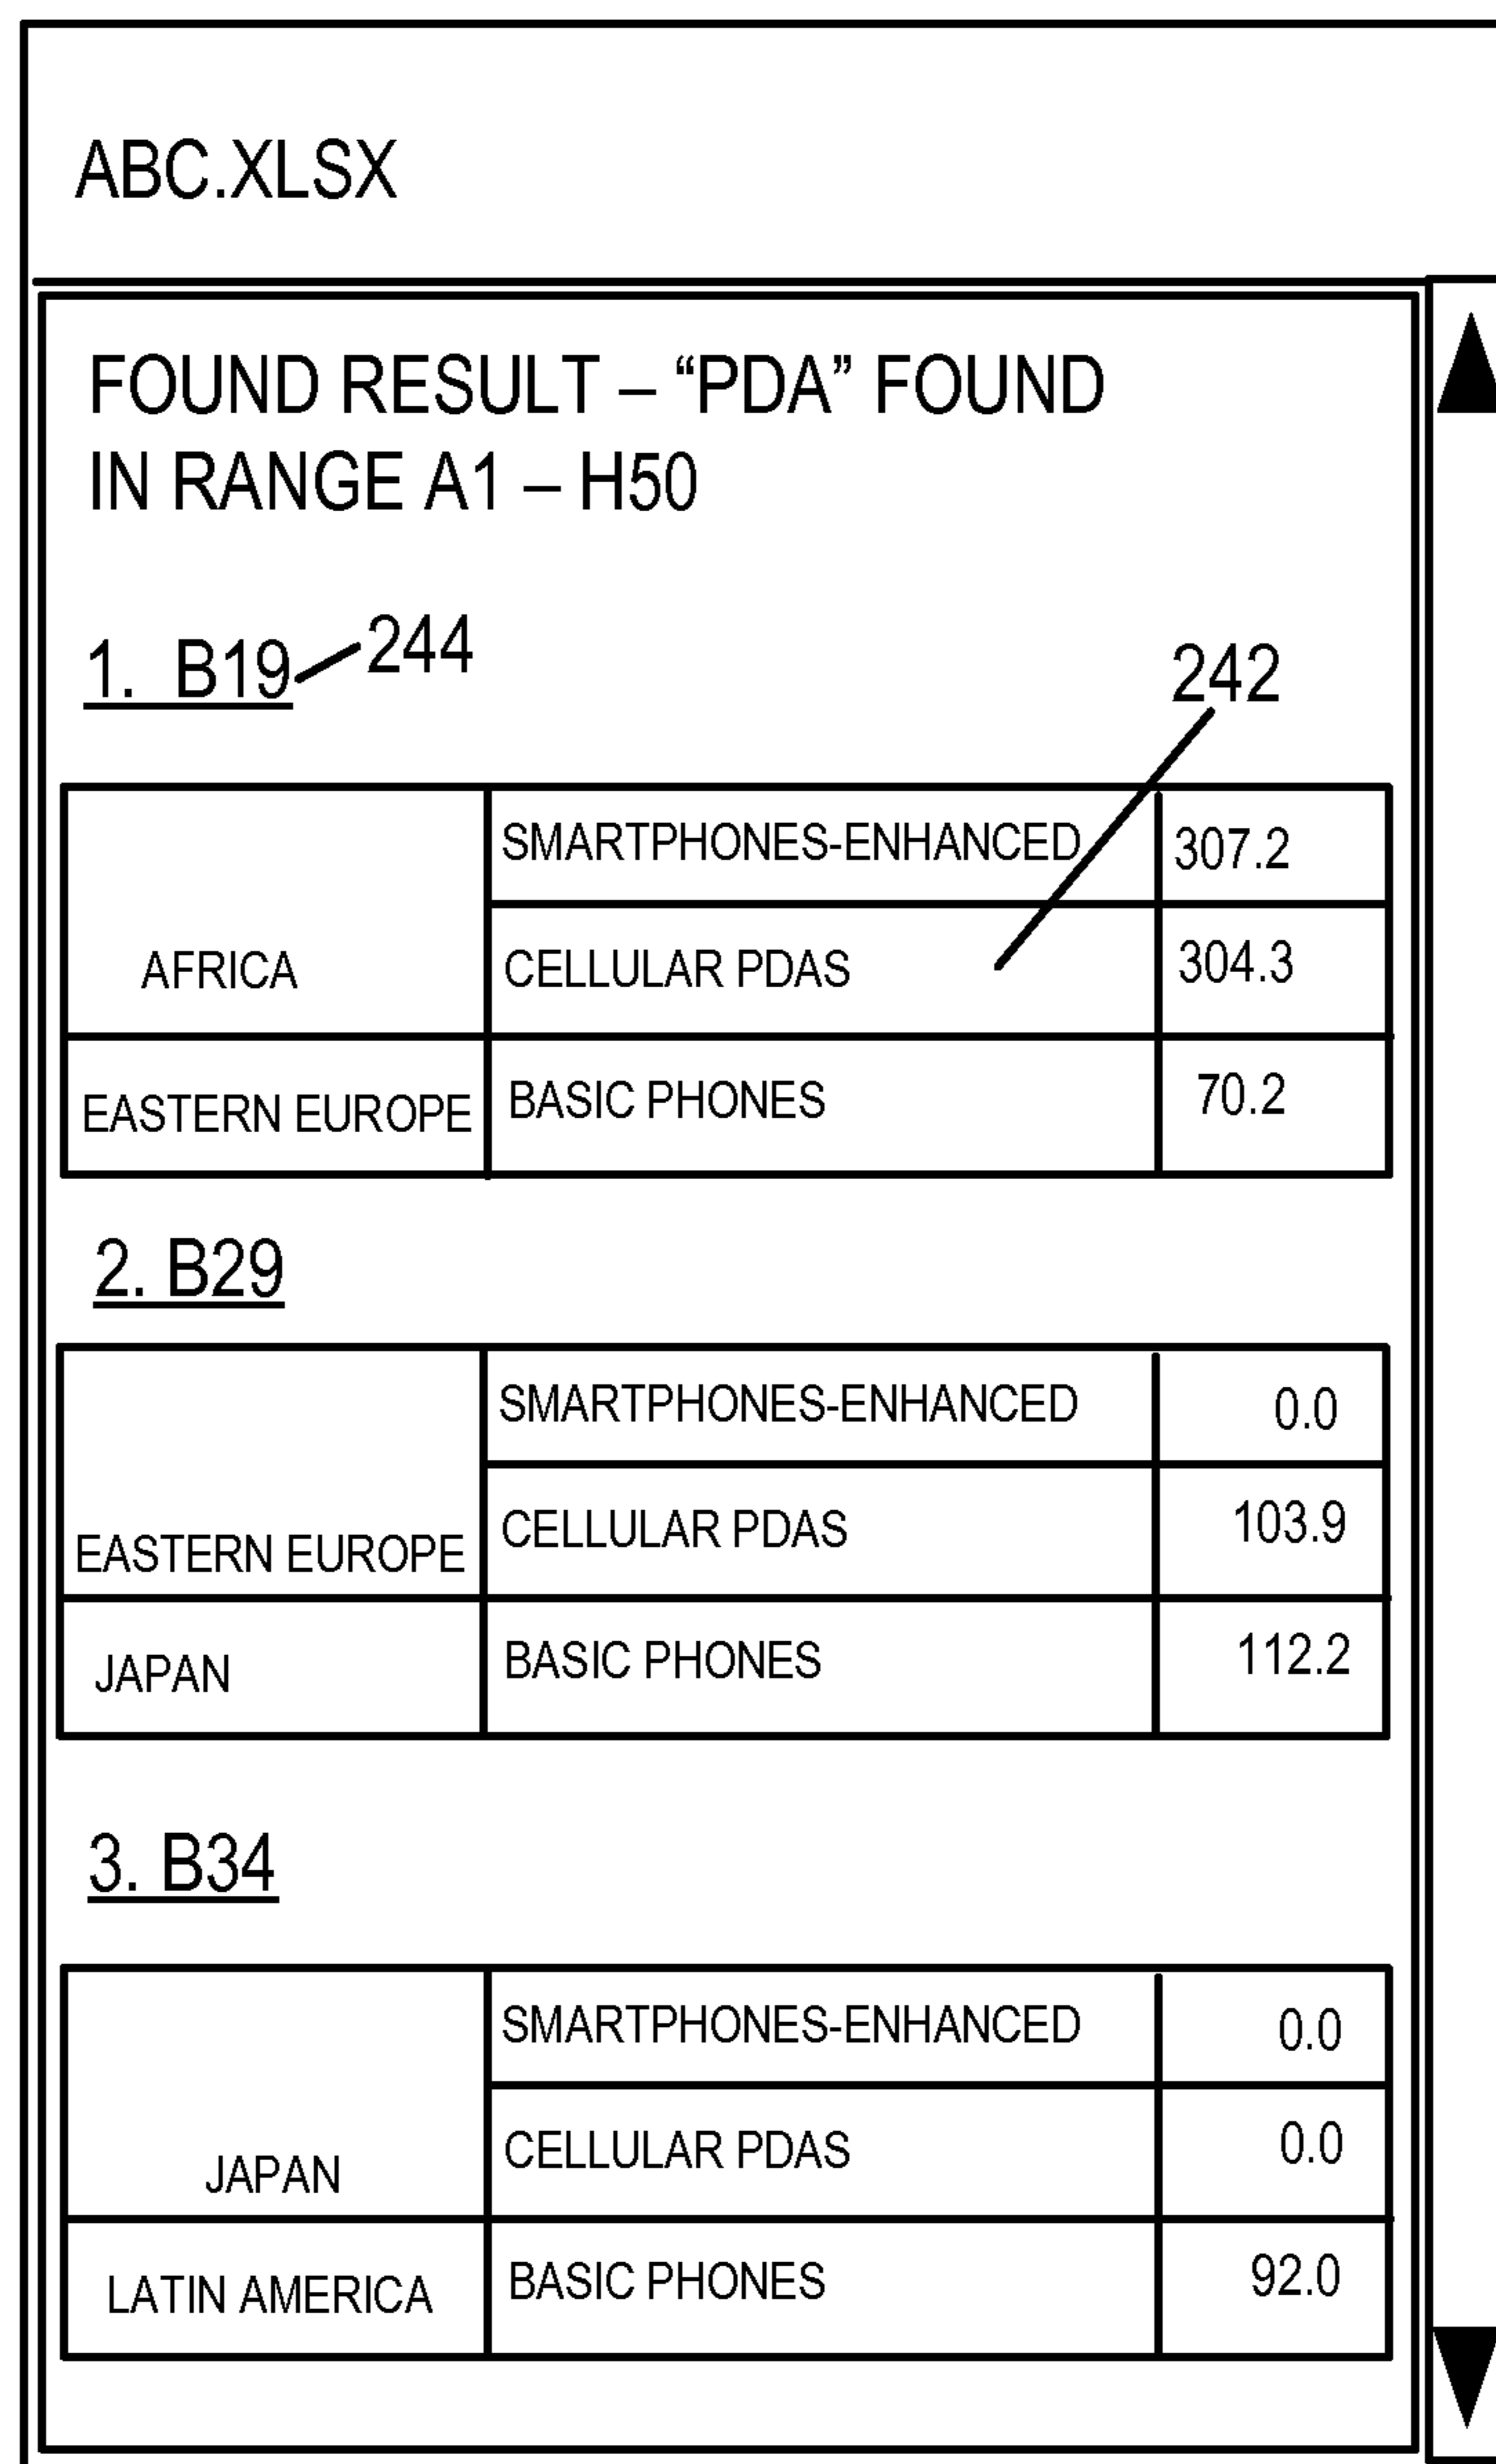 ABC.XLSX
FOUND RESULT – “PDA” FOUND
IN RANGE A1 – H50
1. B19
244
242
SMARTPHONES-ENHANCED 307.2
AFRICA CELLULAR PDAS 304.3
EASTERN EUROPE BASIC PHONES 70.2
2. B29
SMARTPHONES-ENHANCED 0.0
EASTERN EUROPE CELLULAR PDAS 103.9
JAPAN BASIC PHONES 112.2
3. B34
SMARTPHONES-ENHANCED 0.0
JAPAN CELLULAR PDAS 0.0
LATIN AMERICA BASIC PHONES 92.0